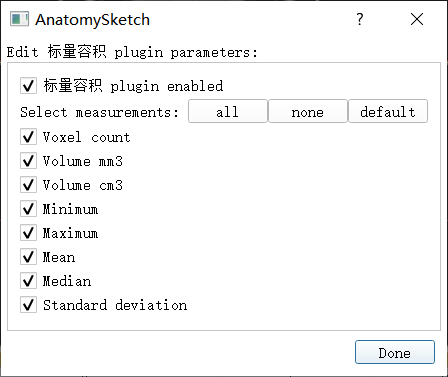 AnatomySketch
Edit 标量容积 plugin parameters:
标量容积 plugin enabled
Select measurements: all none default
Voxel count
Volume mm3
Volume cm3
Minimum
Maximum
Mean
Median
Standard deviation
Done